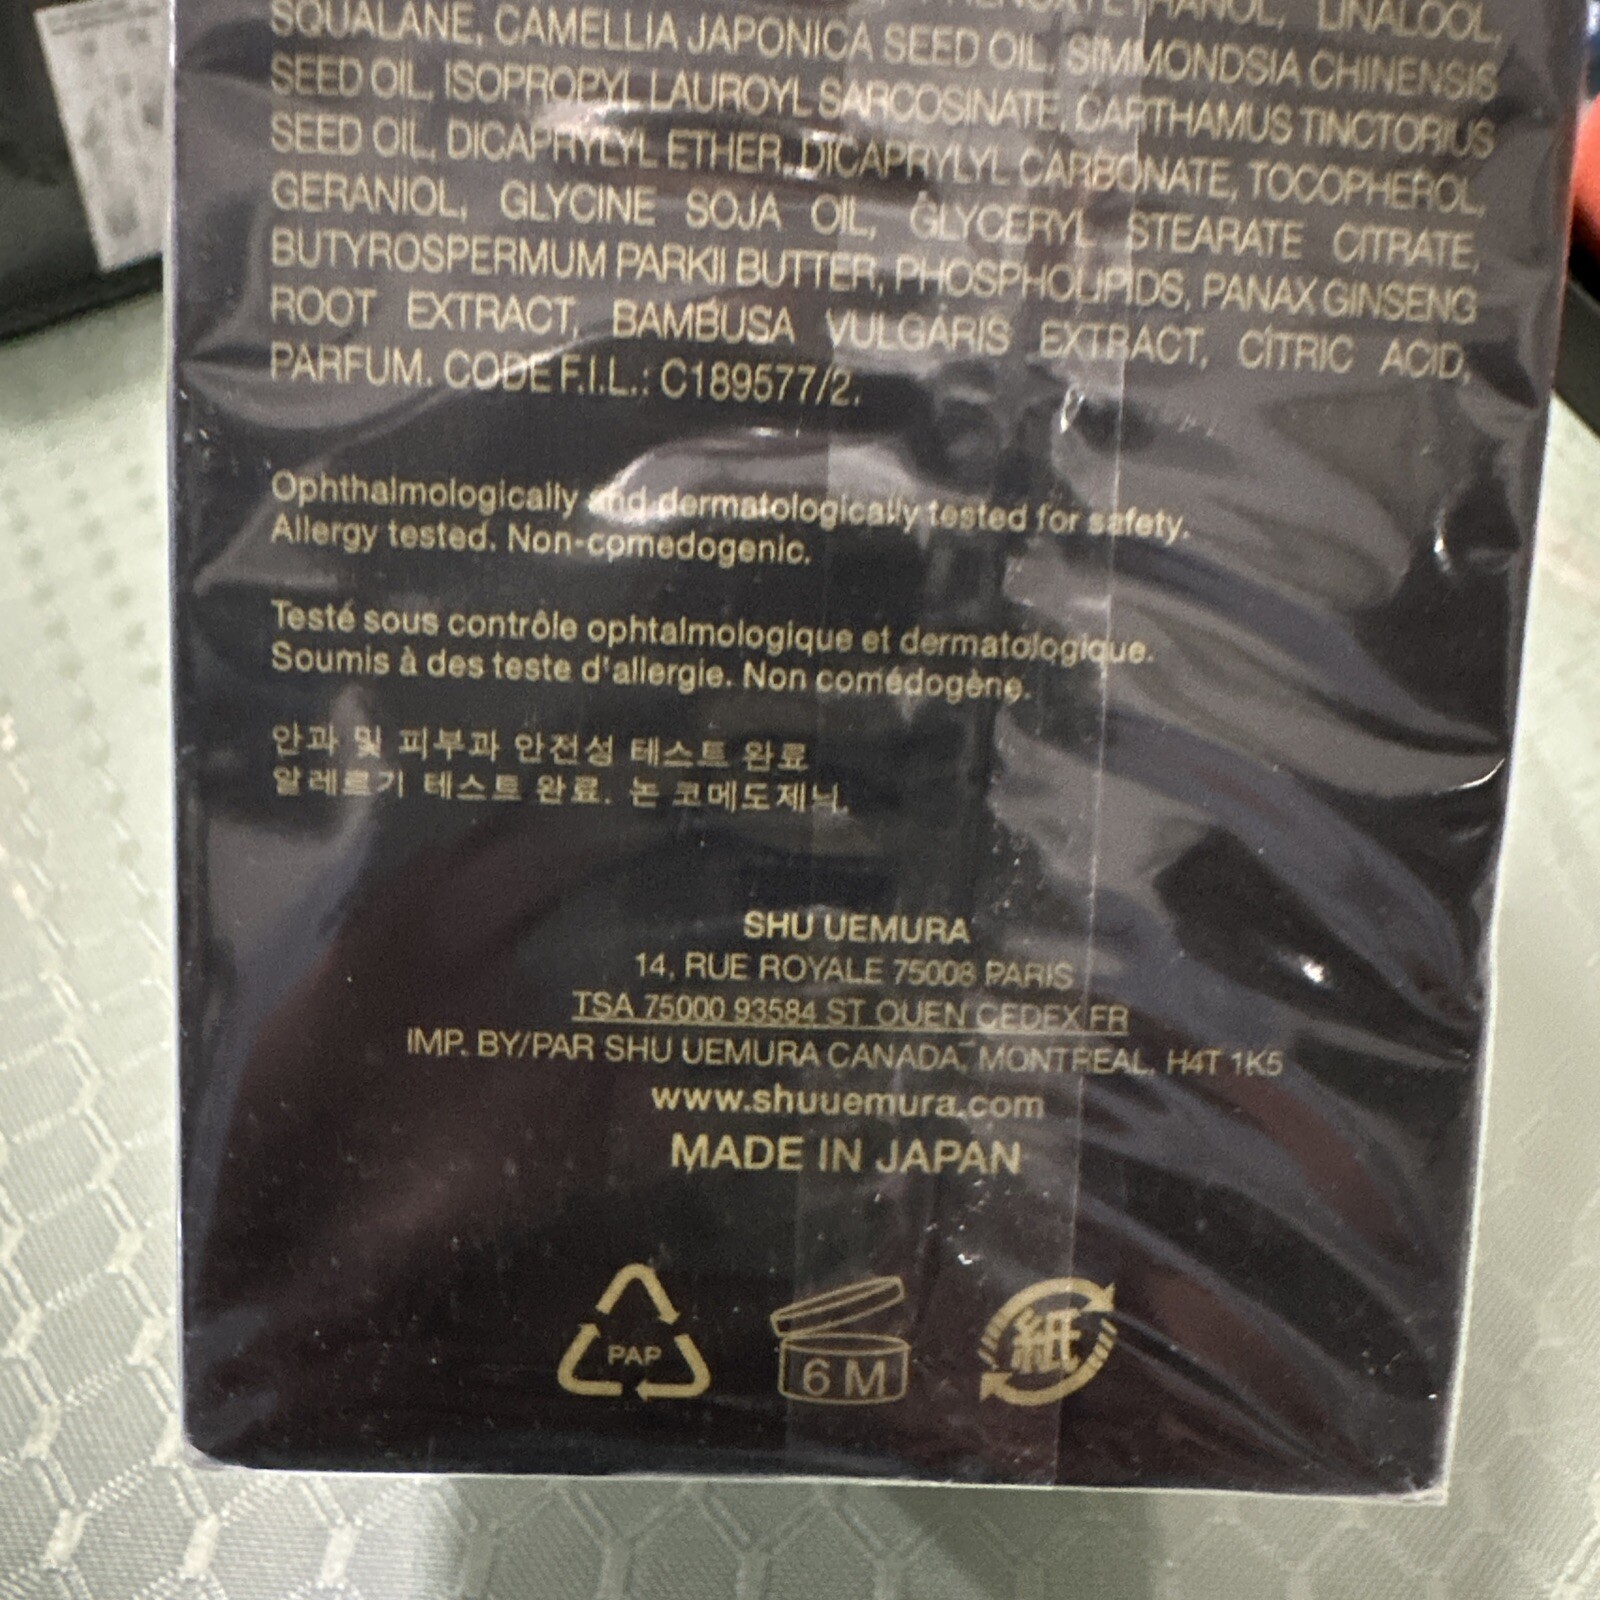 LINALOOL,
SQUALANE, CAMELLIA JAPONICA SEED OIL, SIMMONDSIA CHINENSIS
SEED OIL, ISOPROPYL LAUROYL SARCOSINATE, CARTHAMUS TINCTORIUS
SEED OIL, DICAPRYLYL ETHER, DICAPRYLYL CARBONATE, TOCOPHEROL,
GERANIOL, GLYCINE SOJA OIL, GLYCERYL STEARATE CITRATE,
BUTYROSPERMUM PARKII BUTTER, PHOSPHOLIPIDS, PANAX GINSENG
ROOT EXTRACT, BAMBUSA VULGARIS EXTRACT, CITRIC ACID,
PARFUM. CODE F.I.L.: C189577/2.
Ophthalmologically and dermatologically tested for safety.
Allergy tested. Non-comedogenic.
Testé sous contrôle ophtalmologique et dermatologique.
Soumis à des teste d'allergie. Non comédogène.
안과 및 피부과 안전성 테스트 완료
알레르기 테스트 완료. 논 코메도제닉.
SHU UEMURA
14, RUE ROYALE 75008 PARIS
TSA 75000 93584 ST OUEN CEDEX FR
IMP. BY/PAR SHU UEMURA CANADA, MONTREAL, H4T 1K5
www.shuuemura.com
MADE IN JAPAN
PAP 6 M 紙